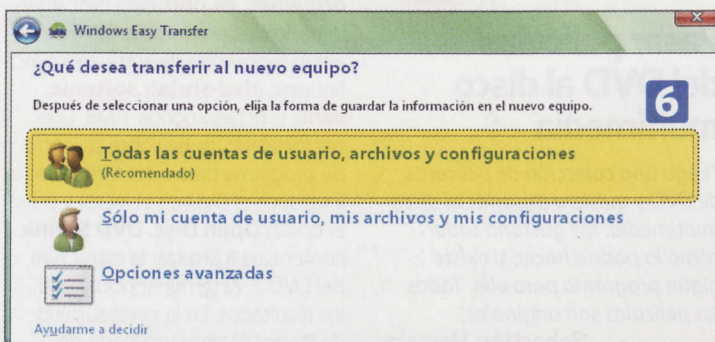 Windows Easy Transfer
¿Qué desea transferir al nuevo equipo?
Después de seleccionar una opción, elija la forma de guardar la información en el nuevo equipo.
6
Todas las cuentas de usuario, archivos y configuraciones
(Recomendado)
Sólo mi cuenta de usuario, mis archivos y mis configuraciones
Opciones avanzadas
Ayudarme a decidir